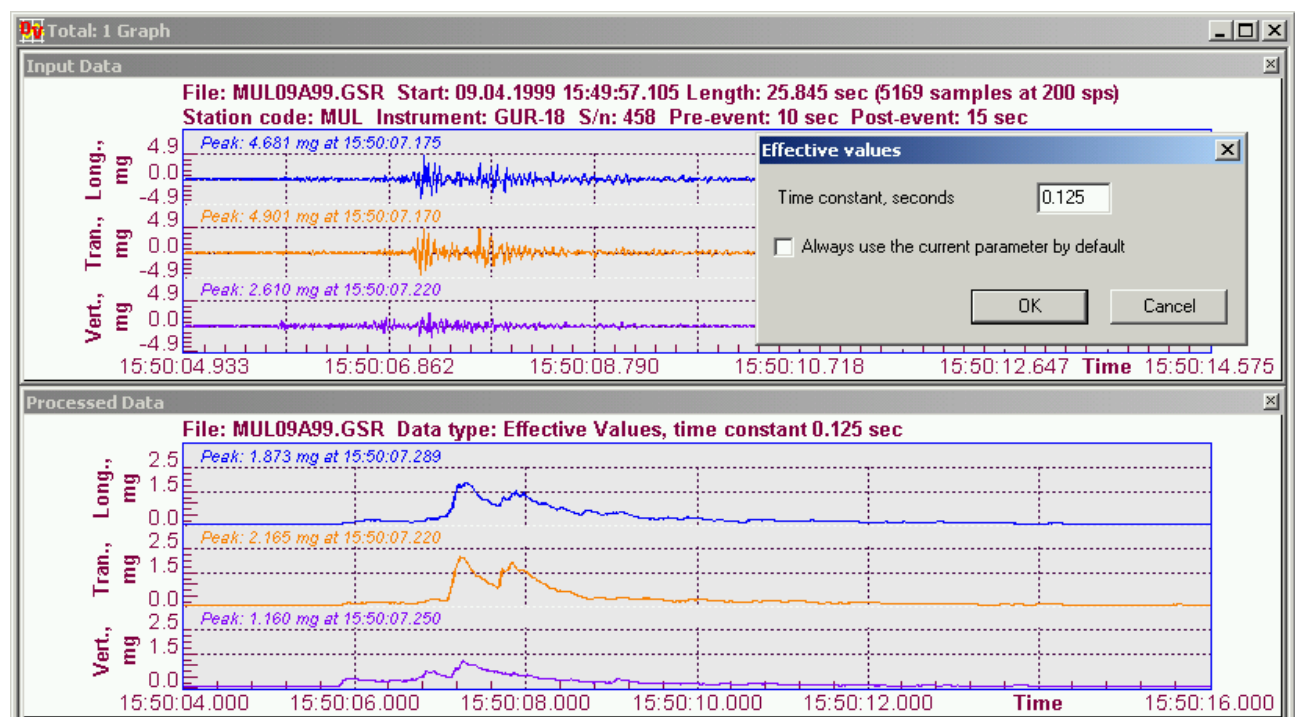 Total: 1 Graph
Input Data
File: MUL09A99.GSR Start: 09.04.1999 15:49:57.105 Length: 25.845 sec (5169 samples at 200 sps)
Station code: MUL Instrument: GUR-18 S/n: 458 Pre-event: 10 sec Post-event: 15 sec
Long., mg
4.9
0.0
-4.9
Peak: 4.681 mg at 15:50:07.175
Tran., mg
4.9
0.0
-4.9
Peak: 4.901 mg at 15:50:07.170
Vert., mg
4.9
0.0
-4.9
Peak: 2.610 mg at 15:50:07.220
15:50:04.933 15:50:06.862 15:50:08.790 15:50:10.718 15:50:12.647 Time 15:50:14.575
Effective values
Time constant, seconds 0.125
Always use the current parameter by default
OK Cancel
Processed Data
File: MUL09A99.GSR Data type: Effective Values, time constant 0.125 sec
Long., mg
2.5
1.5
0.0
Peak: 1.873 mg at 15:50:07.289
Tran., mg
2.5
1.5
0.0
Peak: 2.165 mg at 15:50:07.220
Vert., mg
2.5
1.5
0.0
Peak: 1.160 mg at 15:50:07.250
15:50:04.000 15:50:06.000 15:50:08.000 15:50:10.000 15:50:12.000 Time 15:50:16.000